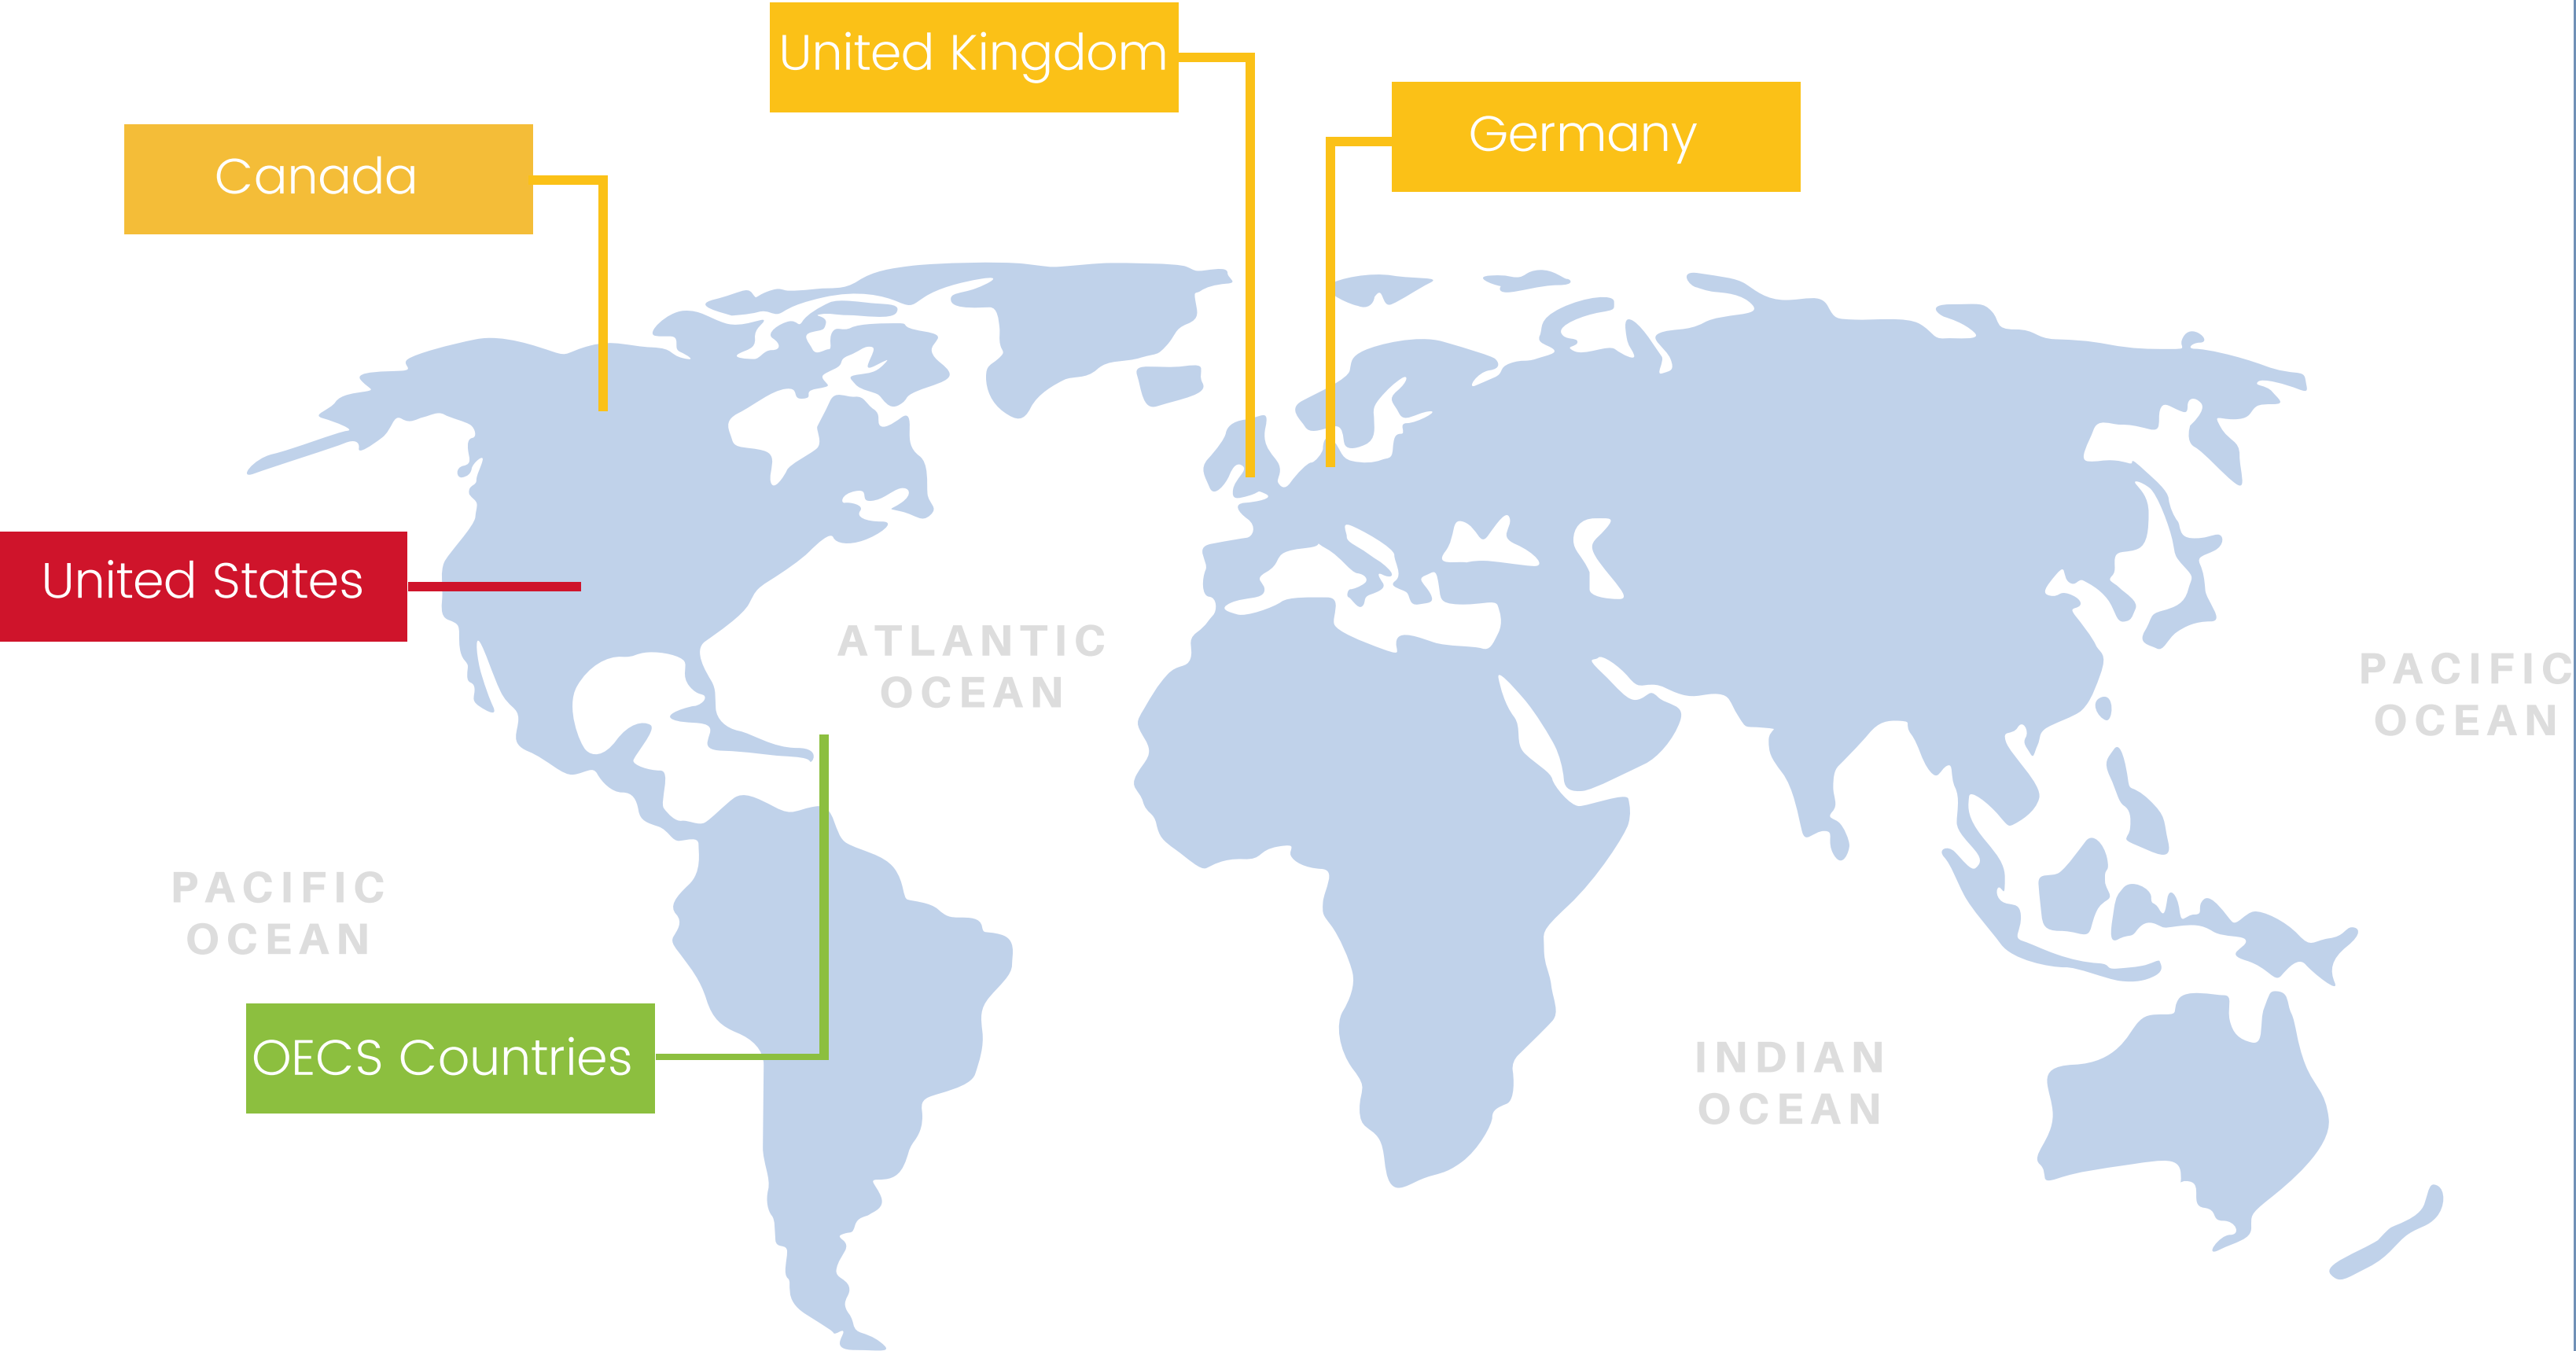 United Kingdom
Germany
Canada
United States
ATLANTIC
OCEAN
PACIFIC
OCEAN
PACIFIC
OCEAN
OECS Countries
INDIAN
OCEAN